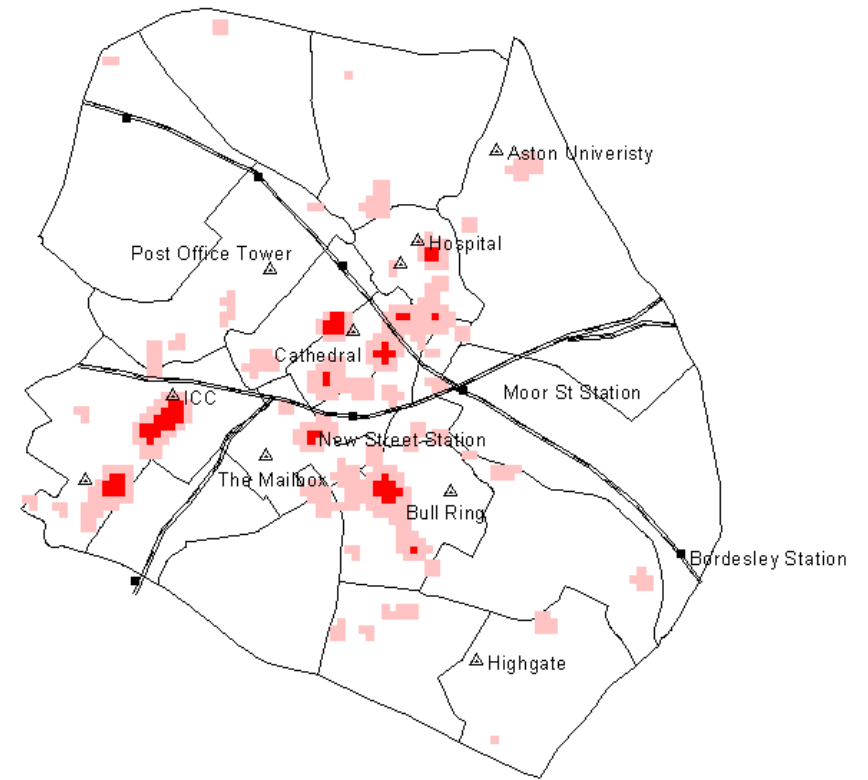 Aston Univeristy
Hospital
Post Office Tower
Cathedral
Moor St Station
ICC
New Street Station
The Mailbox
Bull Ring
Bordesley Station
Highgate